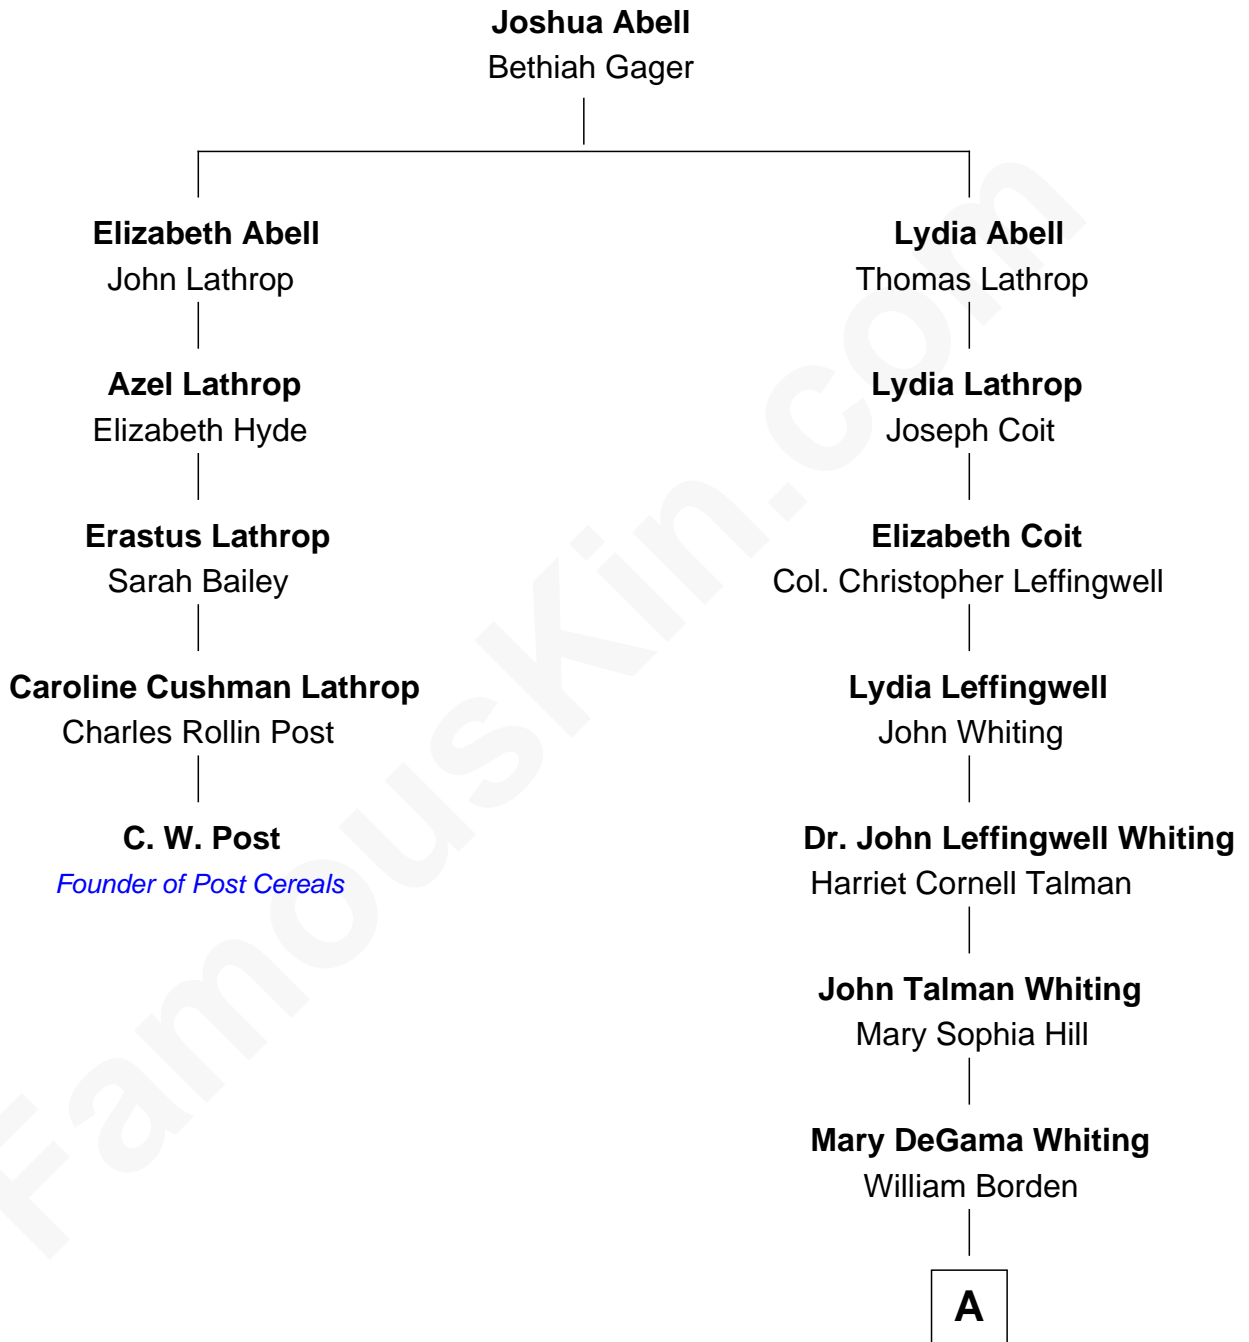 Joshua Abell
Bethiah Gager
Elizabeth Abell
John Lathrop
Lydia Abell
Thomas Lathrop
Azel Lathrop
Elizabeth Hyde
Lydia Lathrop
Joseph Coit
Erastus Lathrop
Sarah Bailey
Elizabeth Coit
Col. Christopher Leffingwell
Caroline Cushman Lathrop
Charles Rollin Post
Lydia Leffingwell
John Whiting
C. W. Post
Founder of Post Cereals
Dr. John Leffingwell Whiting
Harriet Cornell Talman
John Talman Whiting
Mary Sophia Hill
Mary DeGama Whiting
William Borden
A
FamousKin.com